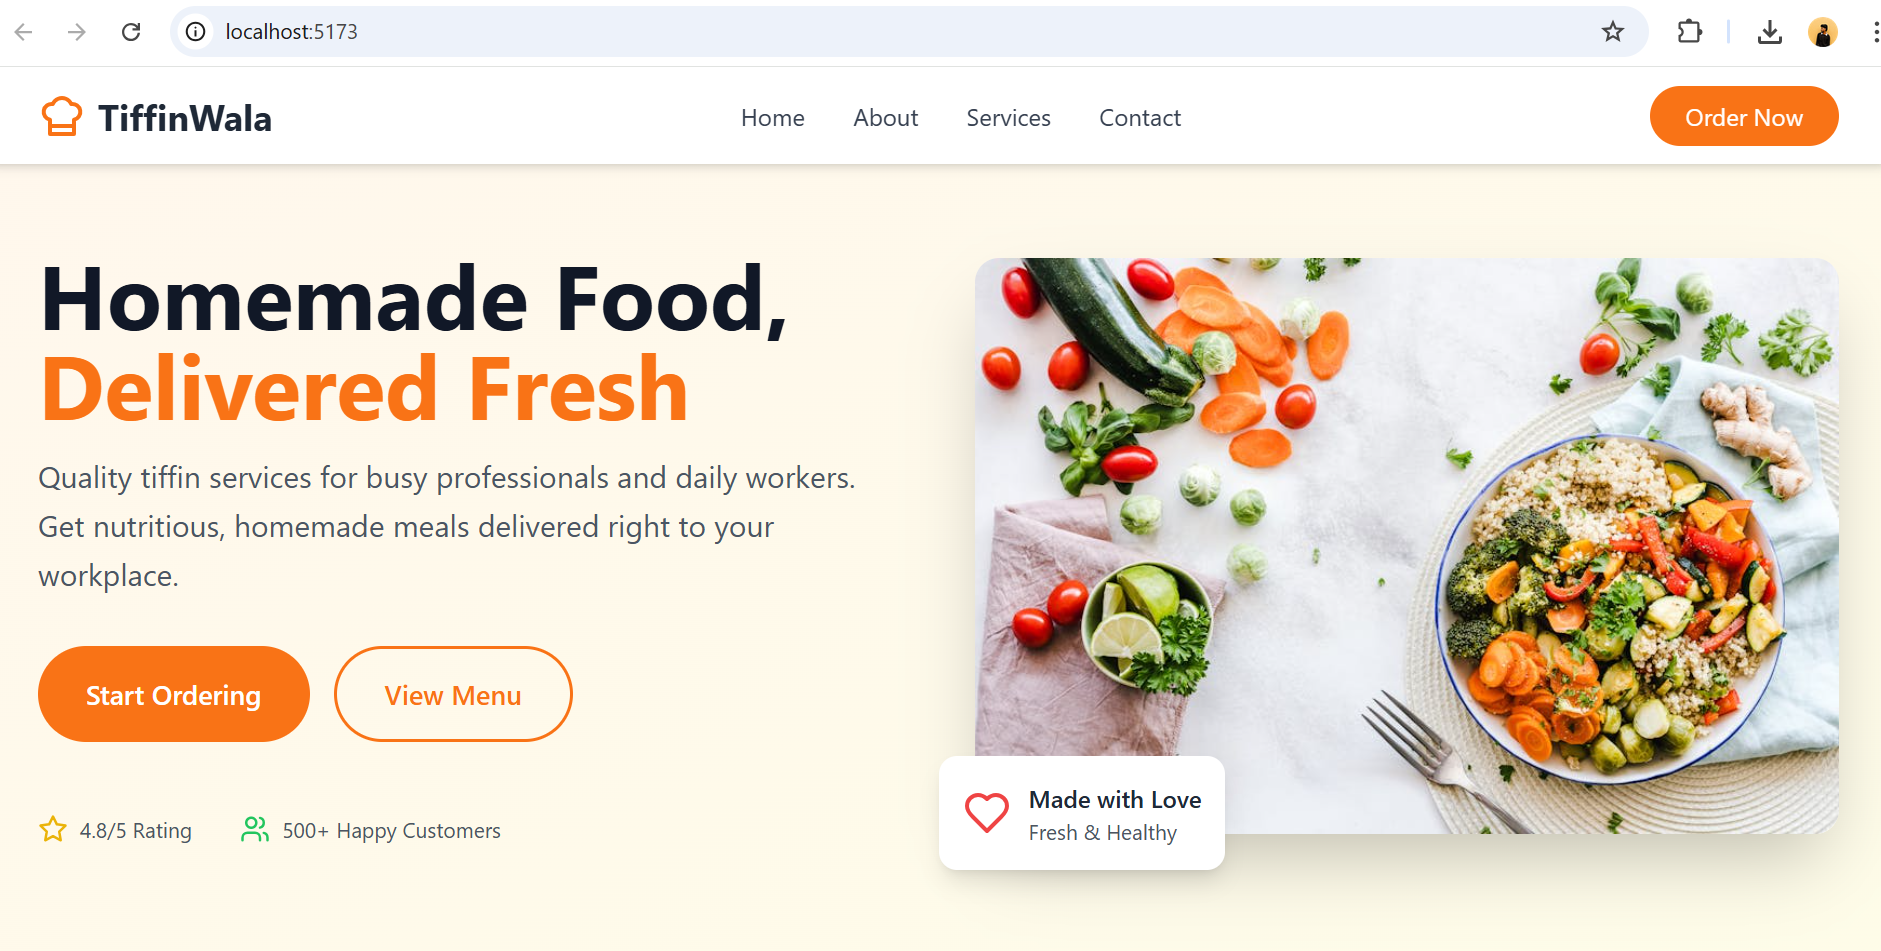 localhost:5173
TiffinWala
Home About Services Contact
Order Now
Homemade Food,
Delivered Fresh
Quality tiffin services for busy professionals and daily workers.
Get nutritious, homemade meals delivered right to your
workplace.
Start Ordering
View Menu
4.8/5 Rating
500+ Happy Customers
Made with Love
Fresh & Healthy